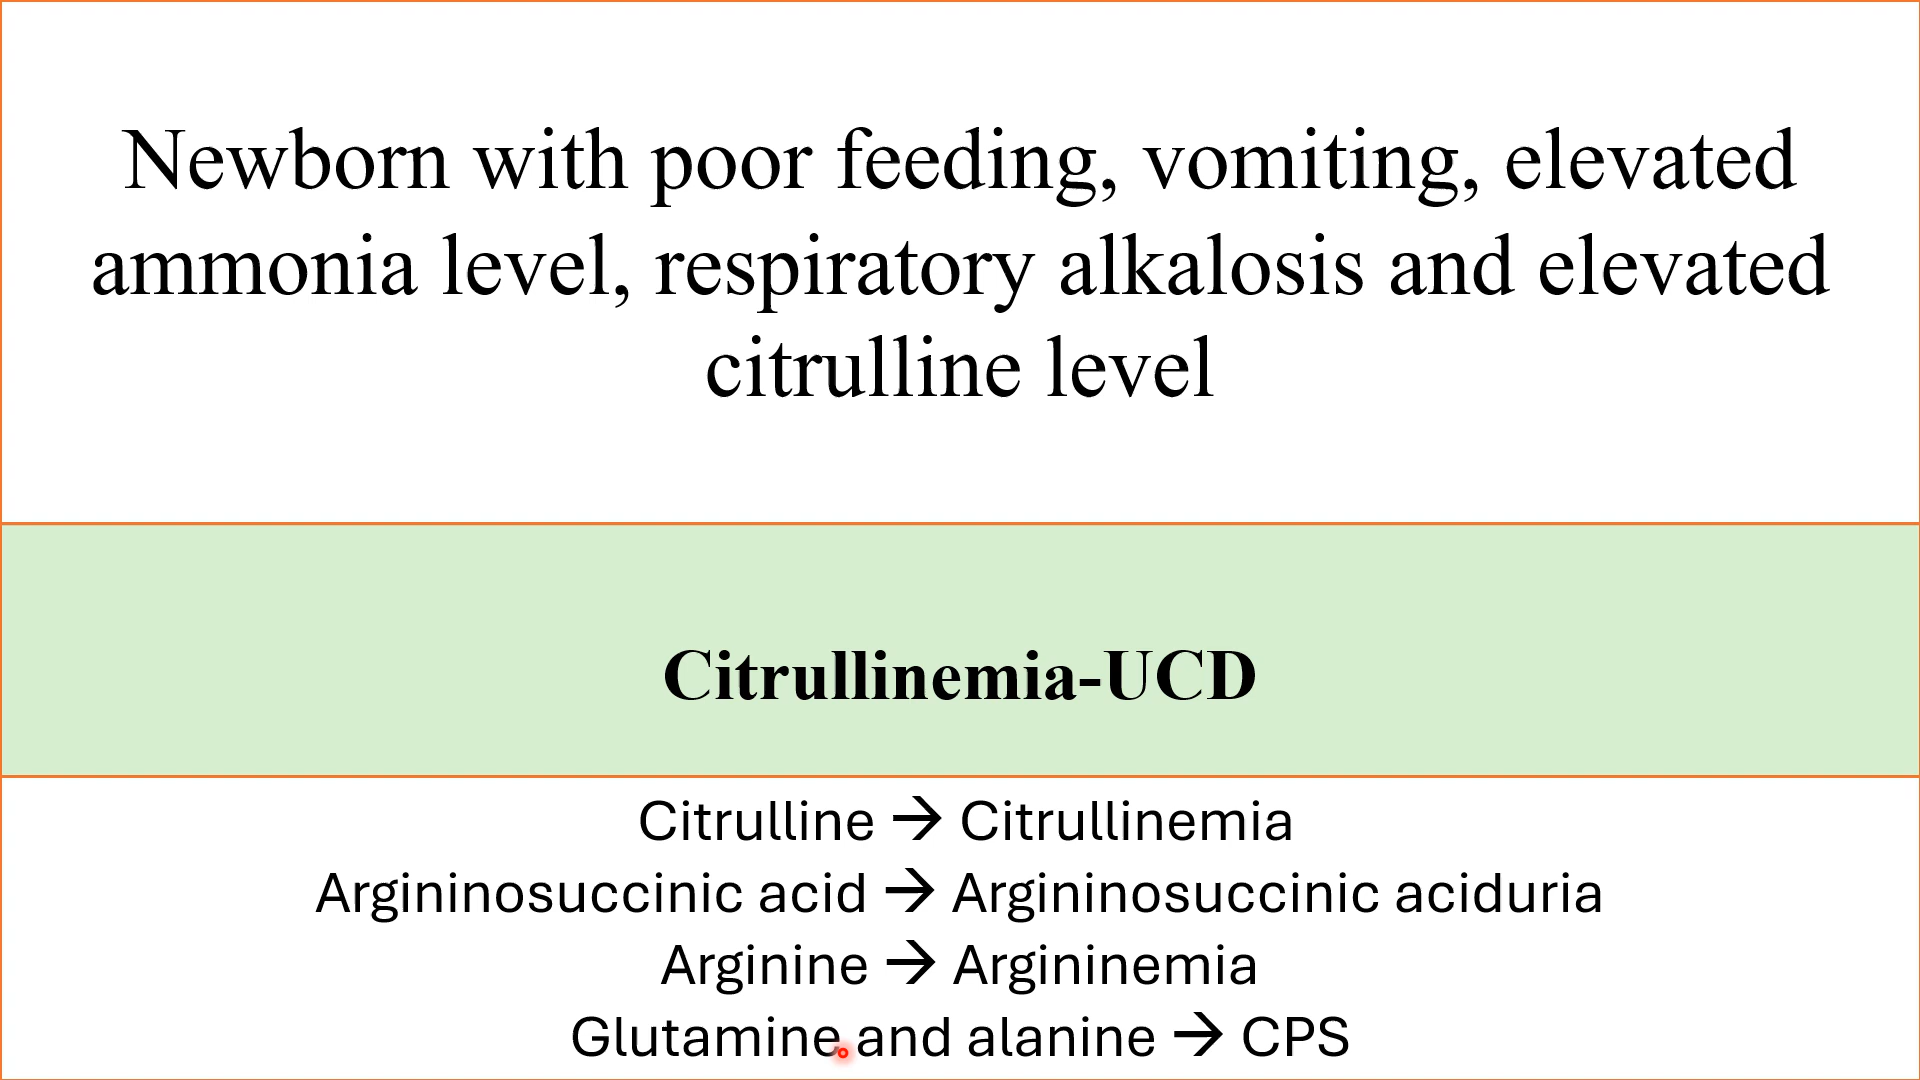 Newborn with poor feeding, vomiting, elevated
ammonia level, respiratory alkalosis and elevated
citrulline level
Citrullinemia-UCD
Citrulline → Citrullinemia
Argininosuccinic acid → Argininosuccinic aciduria
Arginine → Argininemia
Glutamine and alanine → CPS